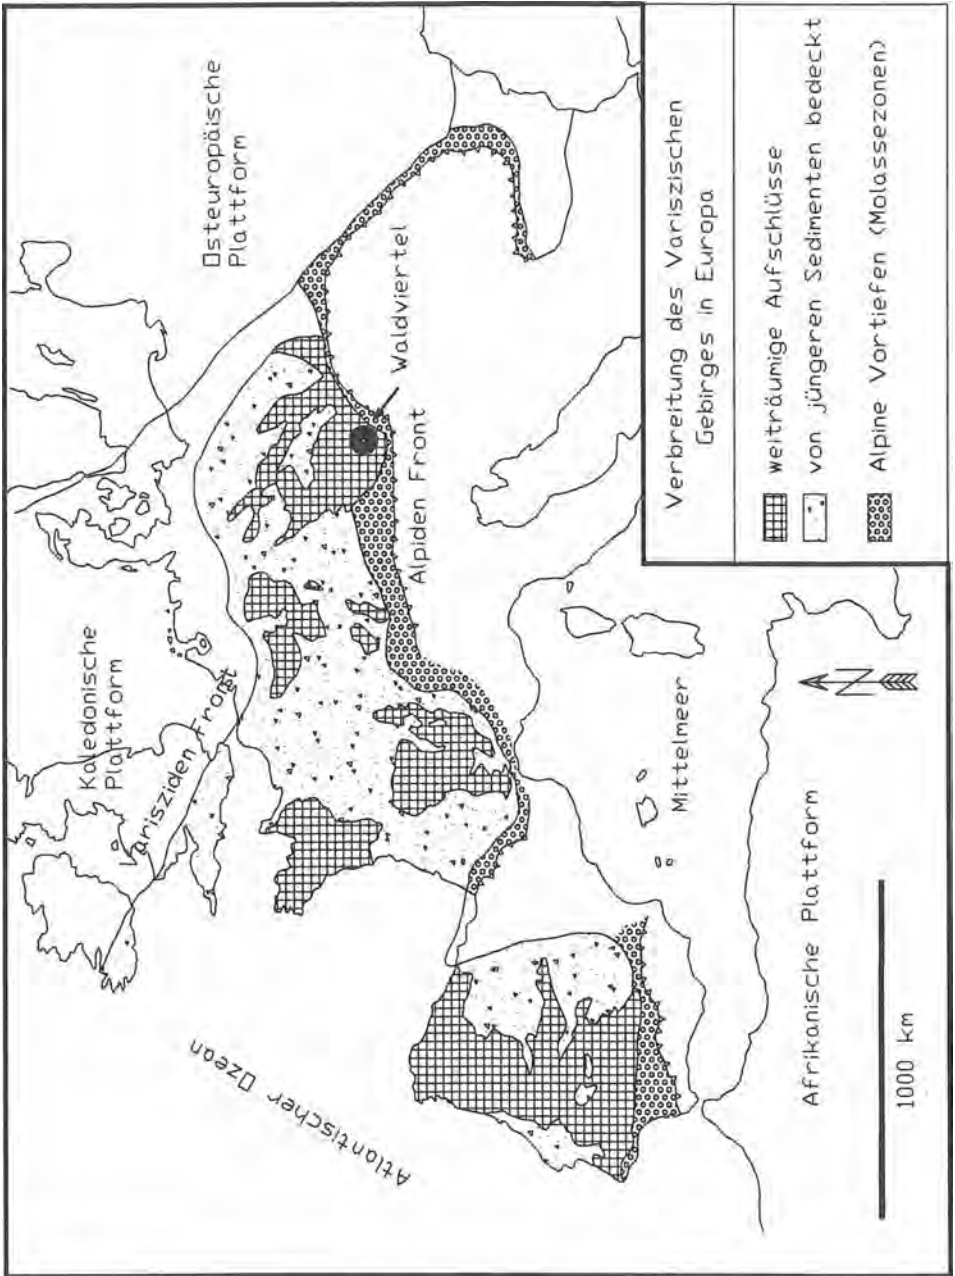 Osteuropäische
Plattform
Kaledonische
Plattform
Varisziden Front
Waldviertel
Alpiden Front
Atlantischer Ozean
Mittelmeer
Afrikanische Plattform
N
1000 km
Verbreitung des Variszischen
Gebirges in Europa
weiträumige Aufschlüsse
von jüngeren Sedimenten bedeckt
Alpine Vortiefen (Molassezonen)